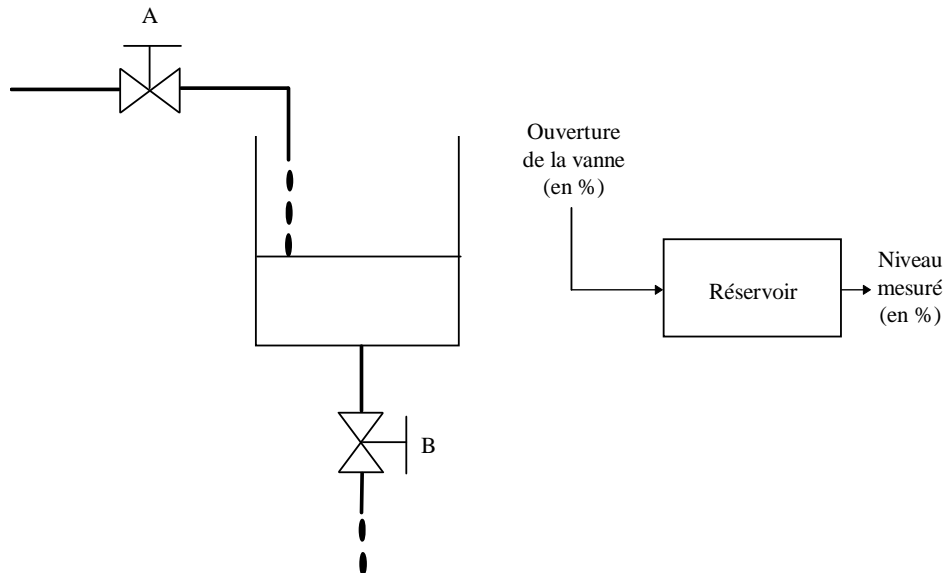 A
Ouverture
de la vanne
(en %)
Réservoir
Niveau
mesuré
(en %)
B